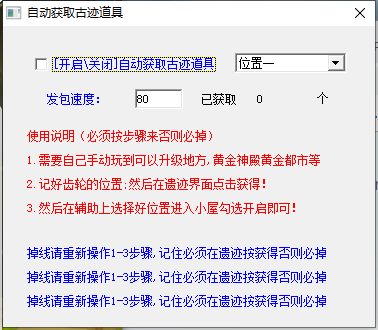 自动获取古迹道具
[开启\关闭]自动获取古迹道具 位置一
发包速度： 80 已获取 0 个
使用说明（必须按步骤来否则必掉）
1.需要自己手动玩到可以升级地方,黄金神殿黄金都市等
2.记好齿轮的位置;然后在遗迹界面点击获得!
3.然后在辅助上选择好位置进入小屋勾选开启即可!
掉线请重新操作1-3步骤,记住必须在遗迹按获得否则必掉
掉线请重新操作1-3步骤,记住必须在遗迹按获得否则必掉
掉线请重新操作1-3步骤,记住必须在遗迹按获得否则必掉